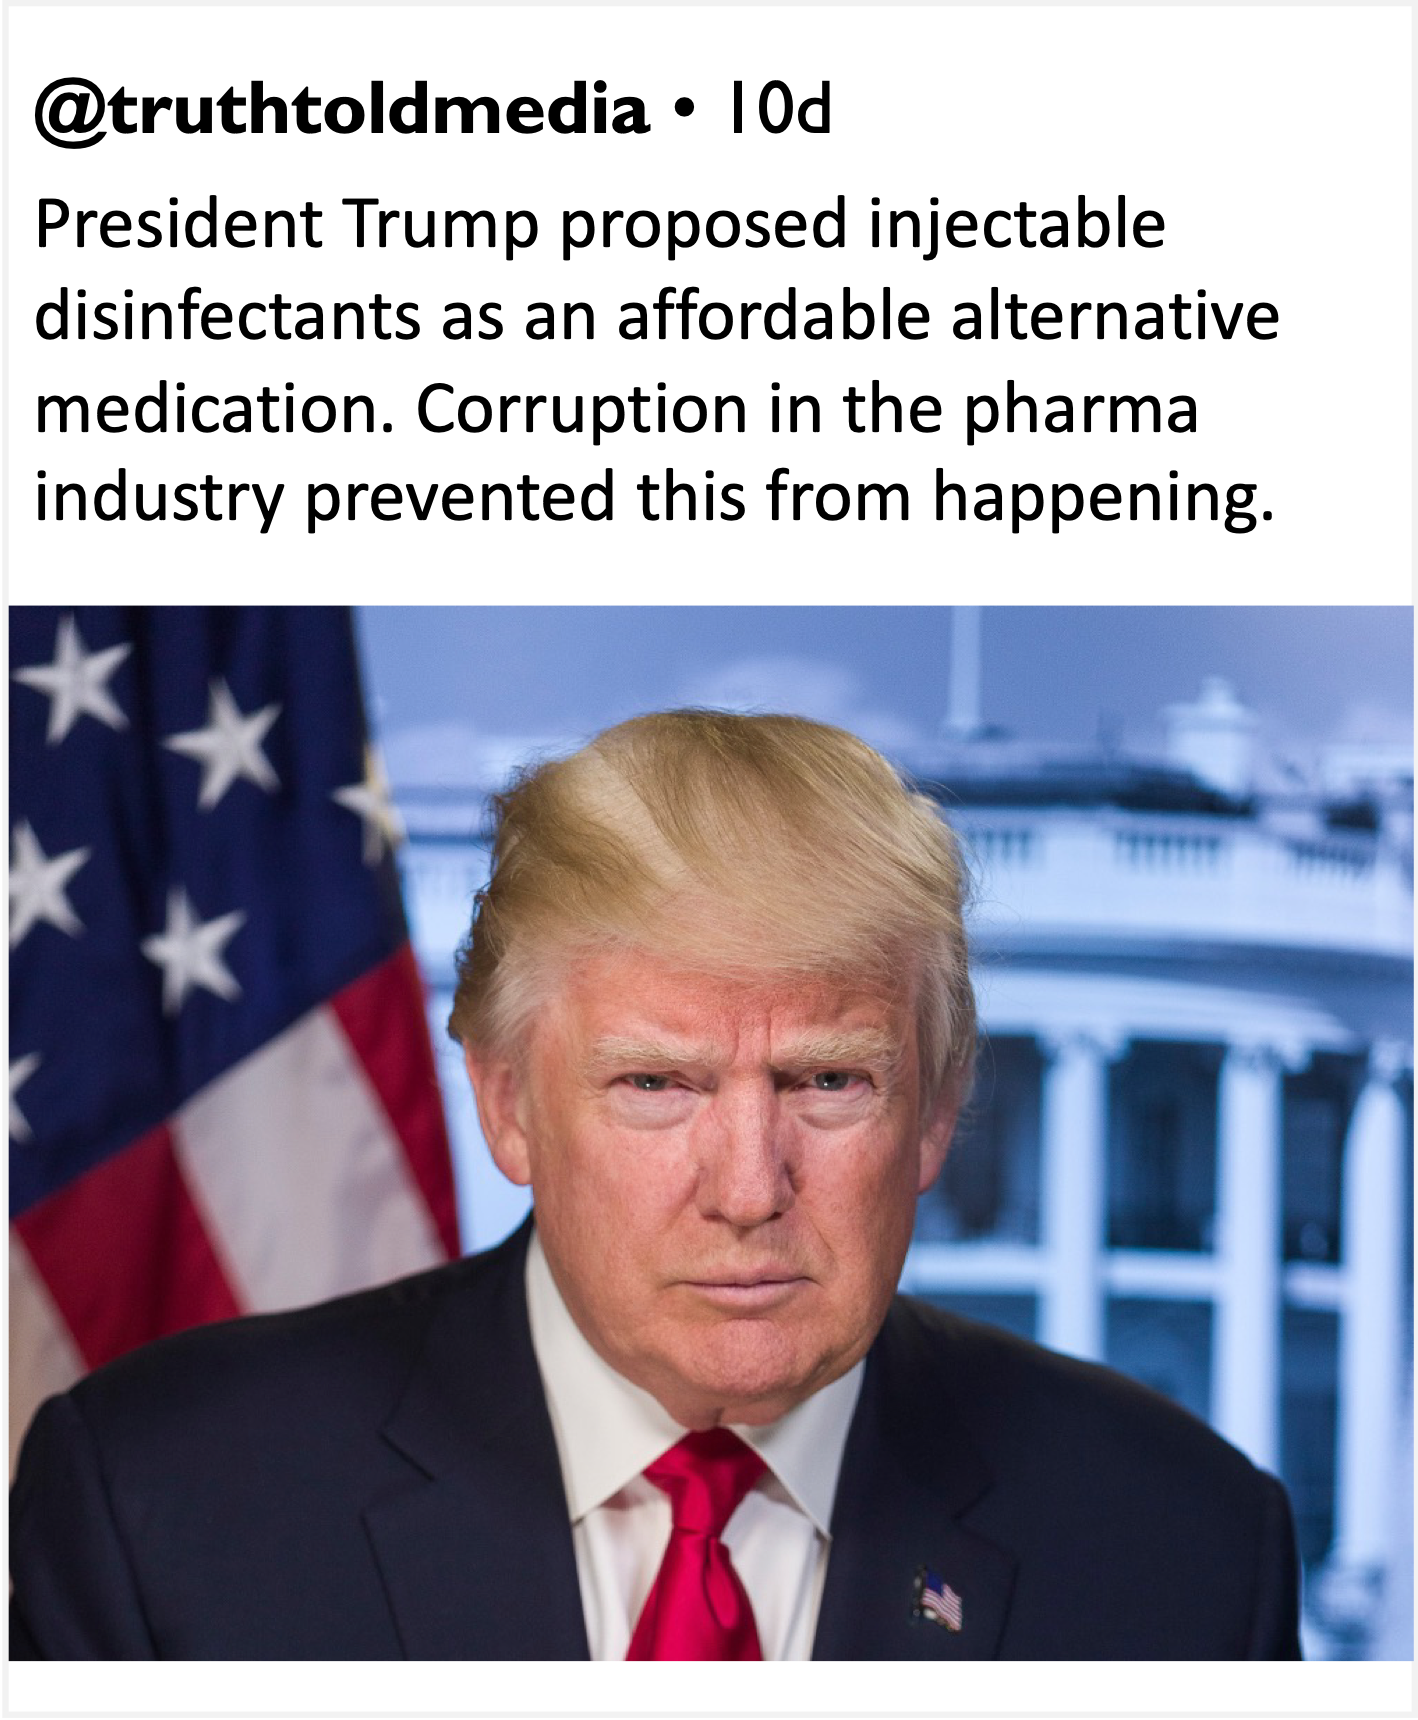 @truthtoldmedia • 10d
President Trump proposed injectable
disinfectants as an affordable alternative
medication. Corruption in the pharma
industry prevented this from happening.